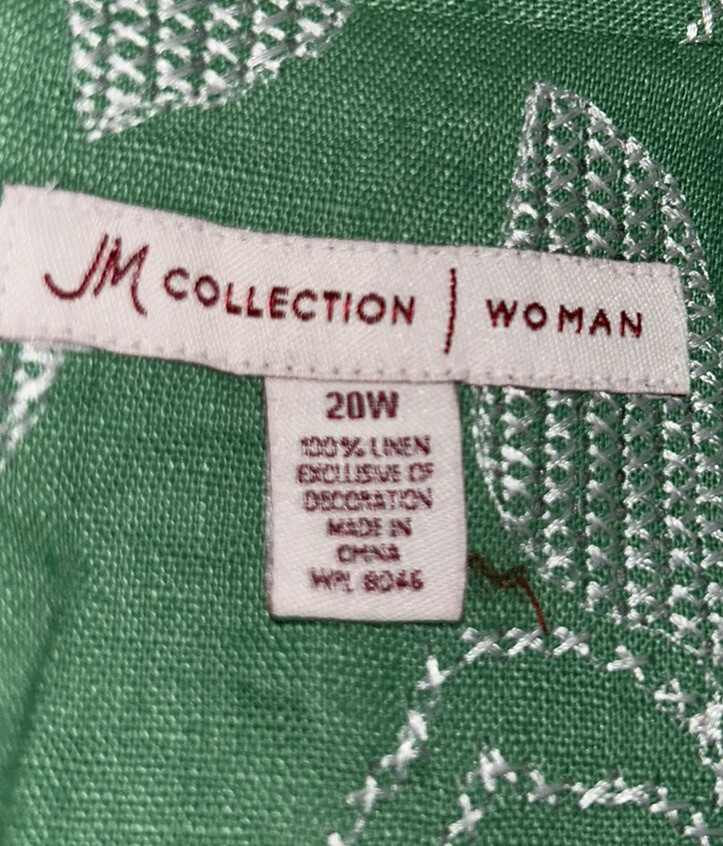 JM COLLECTION | WOMAN
20W
100% LINEN
EXCLUSIVE OF
DECORATION
MADE IN
CHINA
WPL 8046